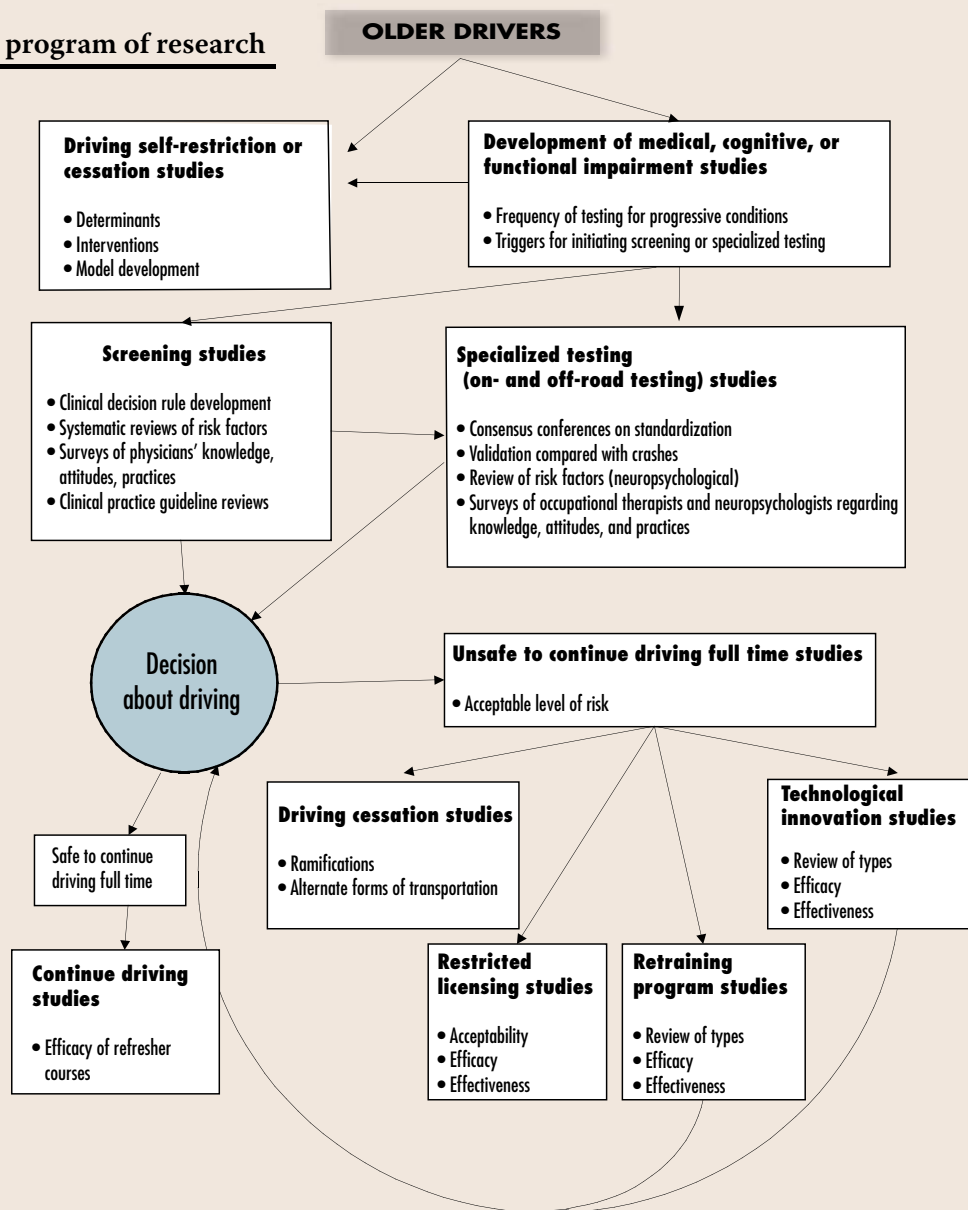 program of research
OLDER DRIVERS
Driving self-restriction or
cessation studies
• Determinants
• Interventions
• Model development
Development of medical, cognitive, or
functional impairment studies
• Frequency of testing for progressive conditions
• Triggers for initiating screening or specialized testing
Screening studies
• Clinical decision rule development
• Systematic reviews of risk factors
• Surveys of physicians’ knowledge,
attitudes, practices
• Clinical practice guideline reviews
Specialized testing
(on- and off-road testing) studies
• Consensus conferences on standardization
• Validation compared with crashes
• Review of risk factors (neuropsychological)
• Surveys of occupational therapists and neuropsychologists regarding
knowledge, attitudes, and practices
Decision
about driving
Unsafe to continue driving full time studies
• Acceptable level of risk
Safe to continue
driving full time
Continue driving
studies
• Efficacy of refresher
courses
Driving cessation studies
• Ramifications
• Alternate forms of transportation
Restricted
licensing studies
• Acceptability
• Efficacy
• Effectiveness
Retraining
program studies
• Review of types
• Efficacy
• Effectiveness
Technological
innovation studies
• Review of types
• Efficacy
• Effectiveness